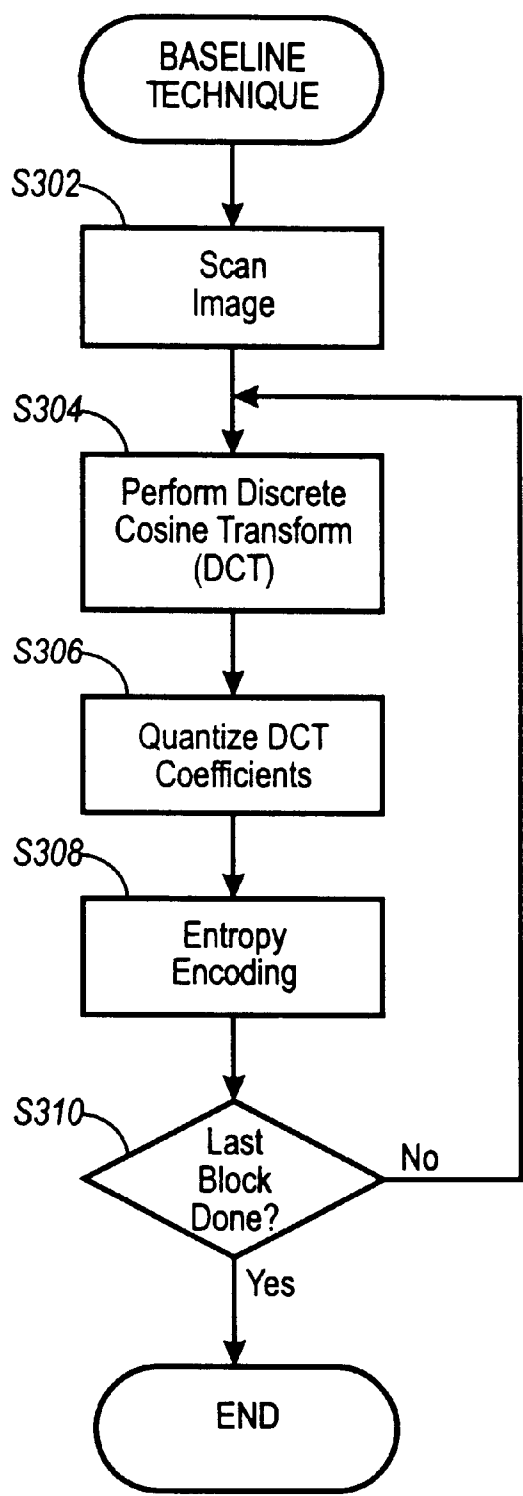 BASELINE
TECHNIQUE
S302
Scan
Image
S304
Perform Discrete
Cosine Transform
(DCT)
S306
Quantize DCT
Coefficients
S308
Entropy
Encoding
S310
Last
Block
Done?
No
Yes
END